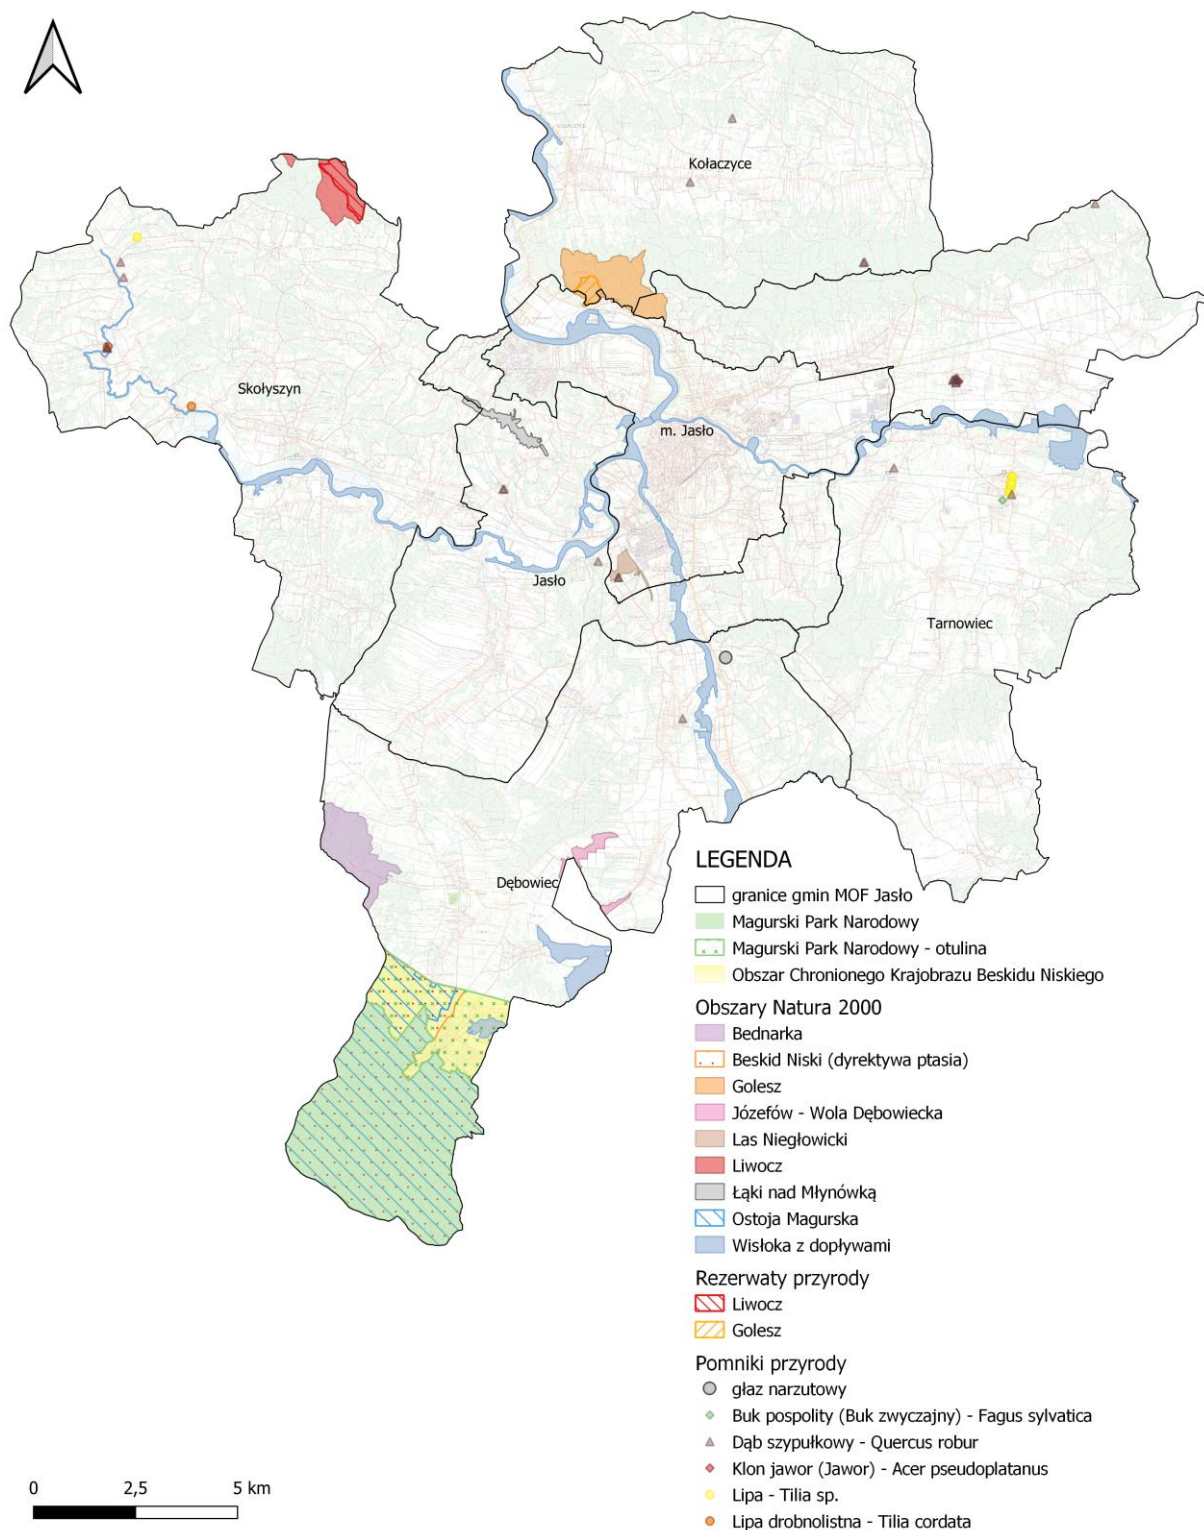 Kołaczyce
Skołyszyn
m. Jasło
Jasło
Tarnowiec
Dębowiec
LEGENDA
granice gmin MOF Jasło
Magurski Park Narodowy
Magurski Park Narodowy - otulina
Obszar Chronionego Krajobrazu Beskidu Niskiego
Obszary Natura 2000
Bednarka
Beskid Niski (dyrektywa ptasia)
Golesz
Józefów - Wola Dębowiecka
Las Niegłowicki
Liwocz
Łąki nad Młynówką
Ostoja Magurska
Wisłoka z dopływami
Rezerwaty przyrody
Liwocz
Golesz
Pomniki przyrody
głaz narzutowy
Buk pospolity (Buk zwyczajny) - Fagus sylvatica
Dąb szypułkowy - Quercus robur
Klon jawor (Jawor) - Acer pseudoplatanus
Lipa - Tilia sp.
Lipa drobnolistna - Tilia cordata
0 2,5 5 km